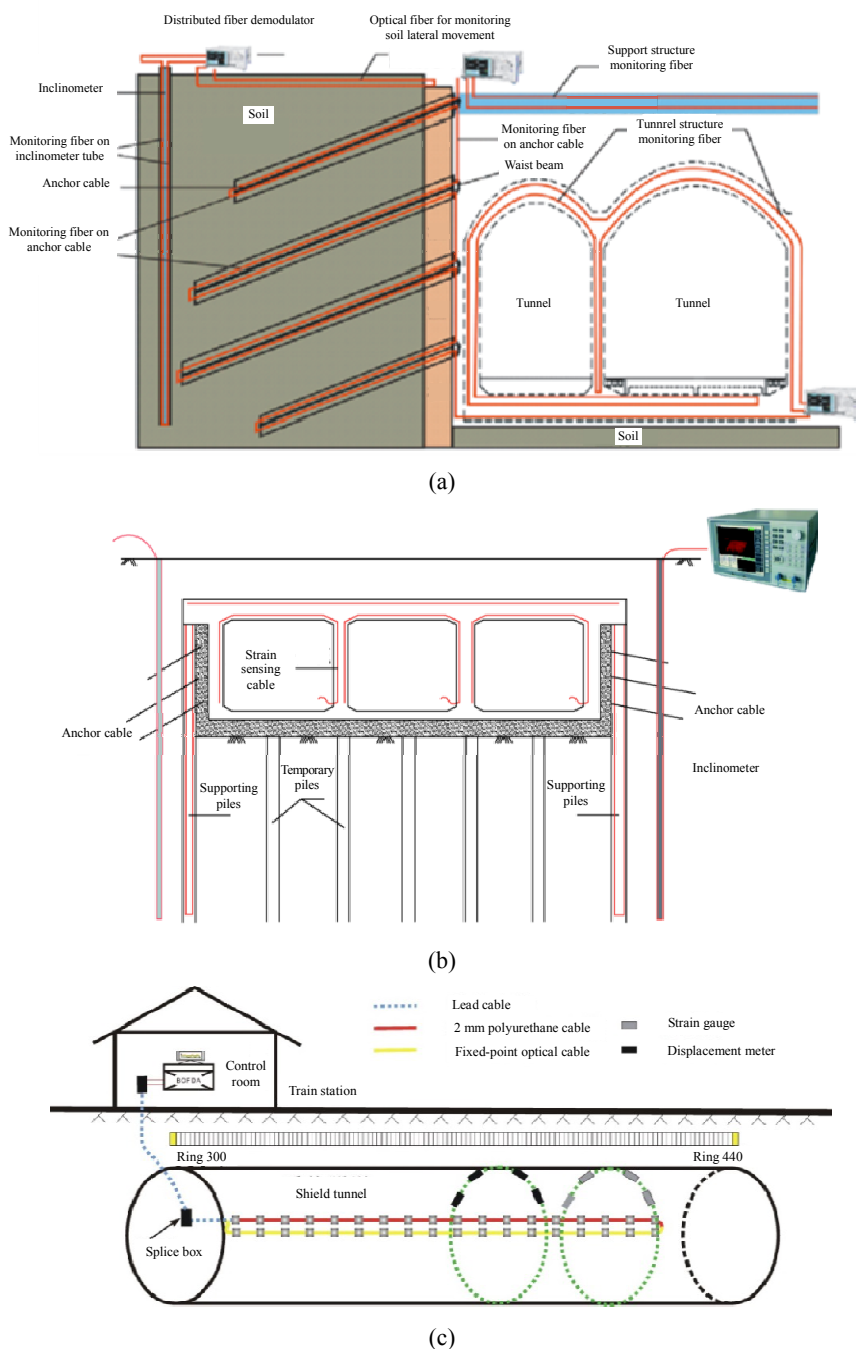 Distributed fiber demodulator
Optical fiber for monitoring
soil lateral movement
Support structure
monitoring fiber
Inclinometer
Soil
Monitoring fiber on
inclinometer tube
Monitoring fiber
on anchor cable
Tunnrel structure
monitoring fiber
Anchor cable
Waist beam
Monitoring fiber on
anchor cable
Tunnel
Tunnel
Soil
(a)
Strain
sensing
cable
Anchor cable
Anchor cable
Inclinometer
Supporting
piles
Temporary
piles
Supporting
piles
(b)
Lead cable
2 mm polyurethane cable
Fixed-point optical cable
Strain gauge
Displacement meter
Control
room
BOFDA
Train station
Ring 300
Ring 440
Shield tunnel
Splice box
(c)